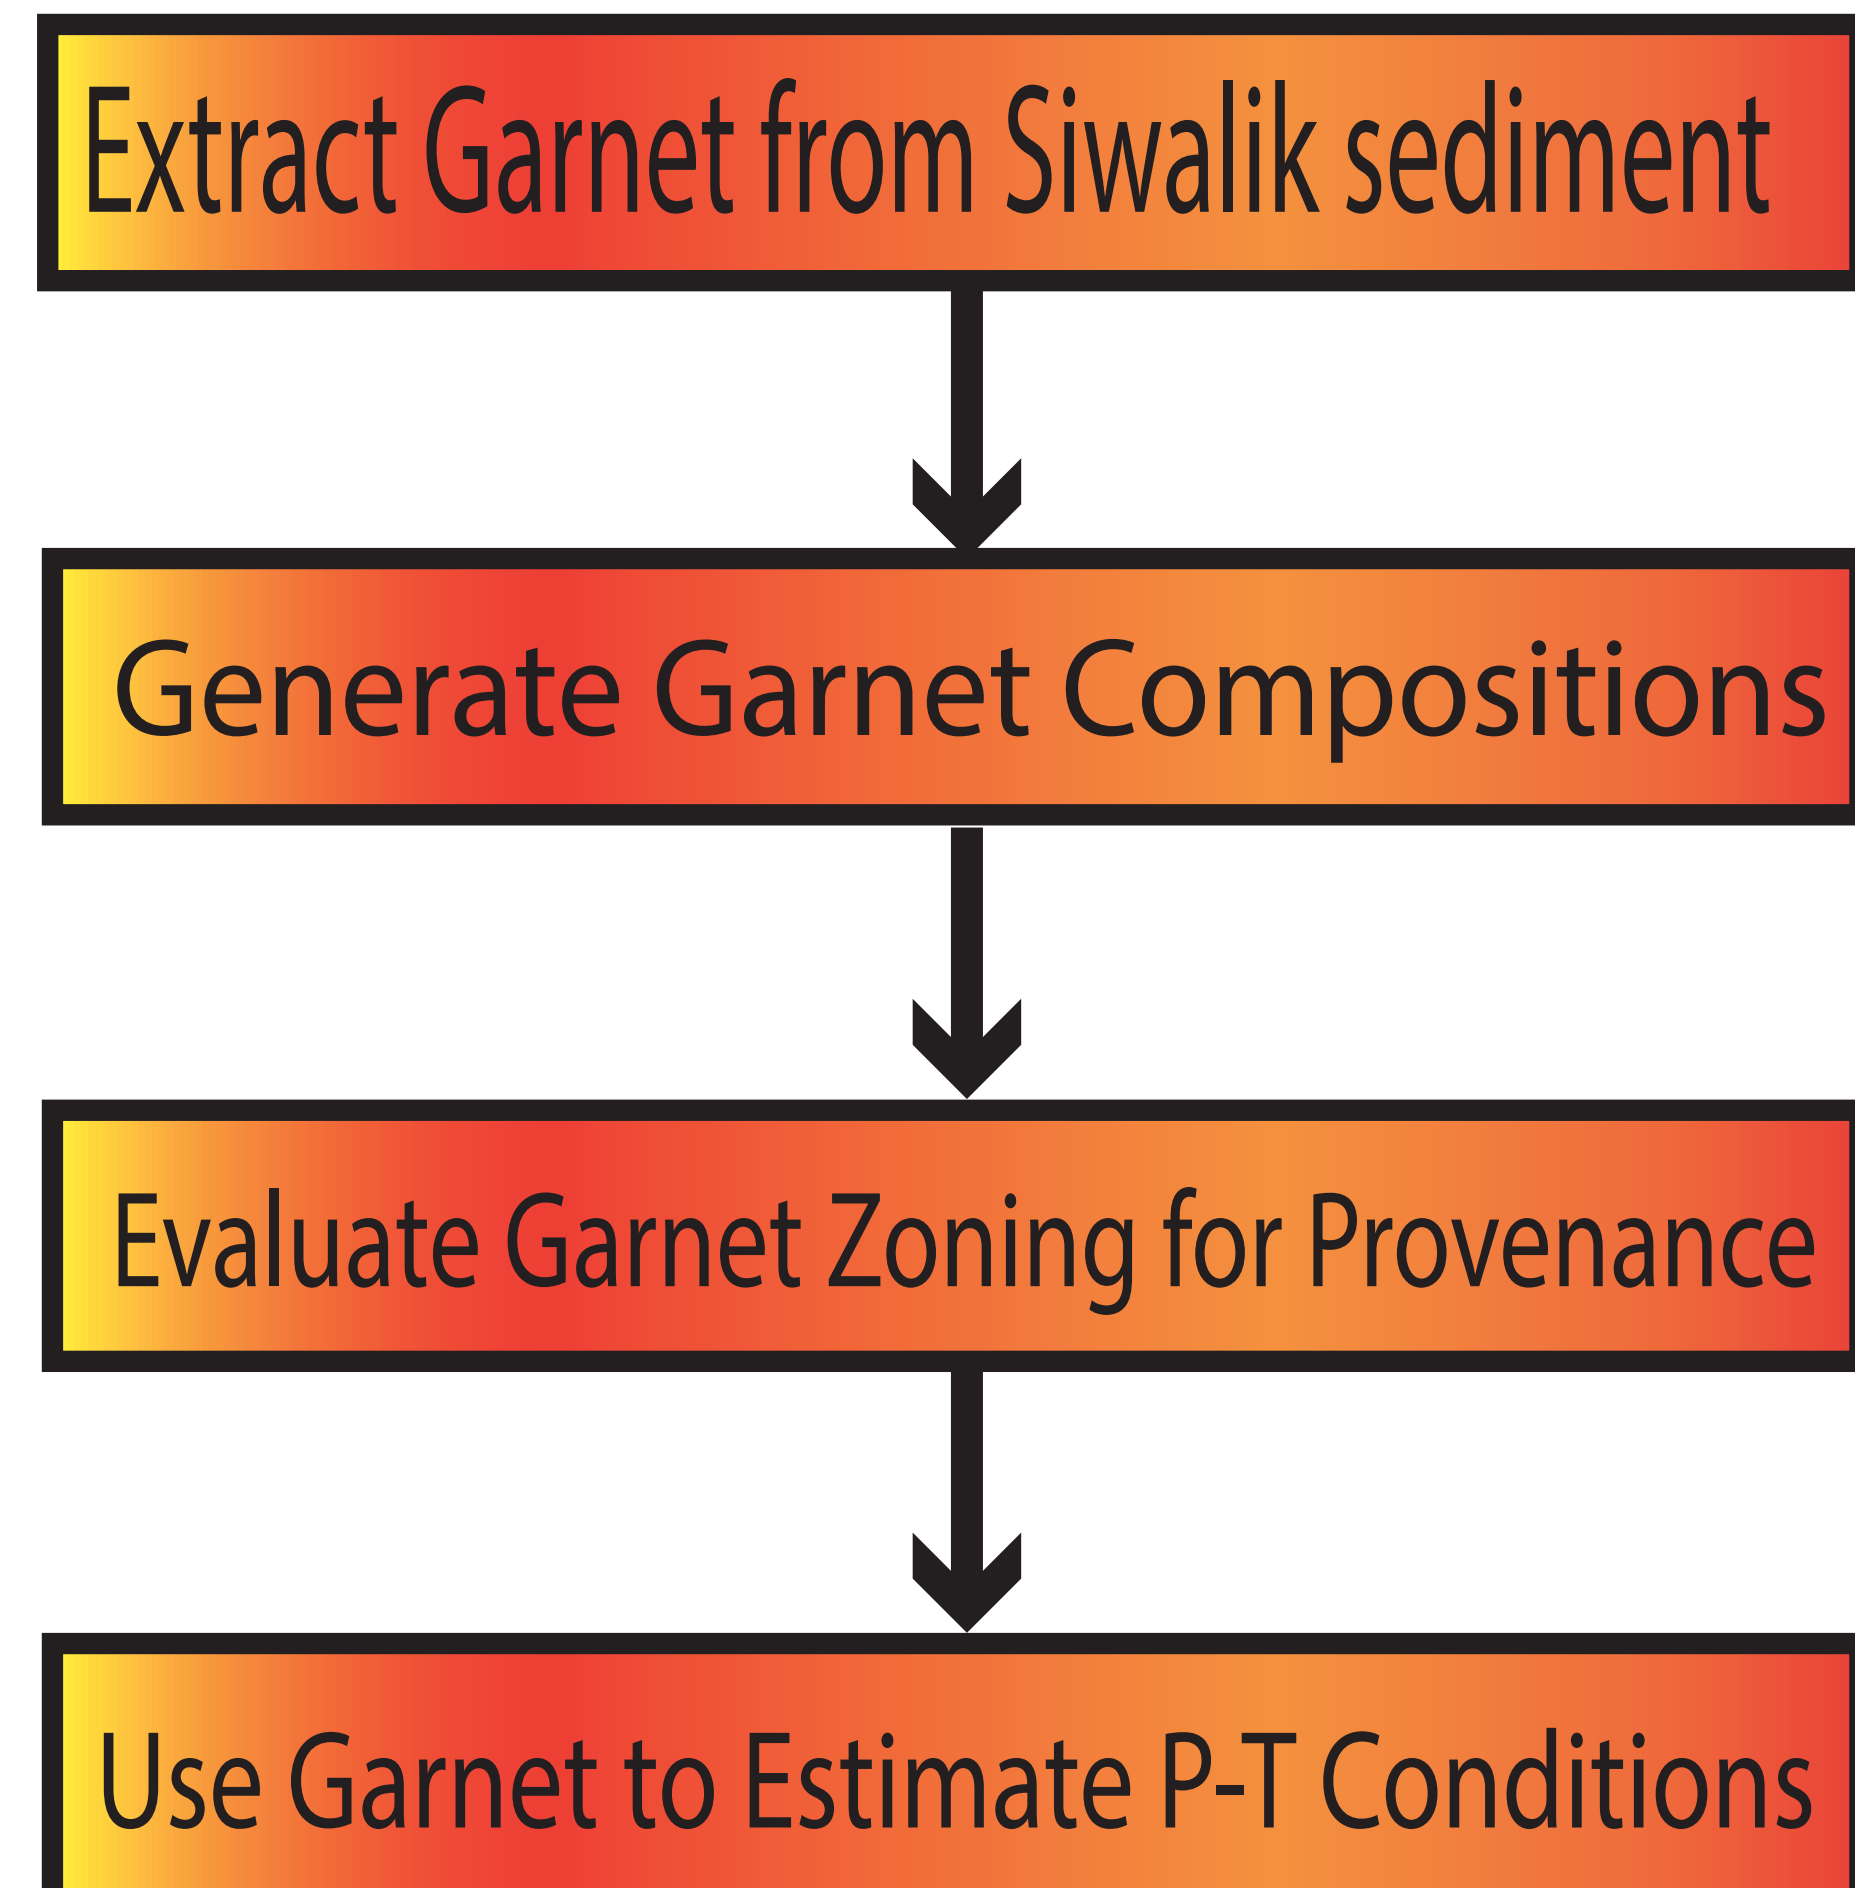 Extract Garnet from Siwalik sediment
Generate Garnet Compositions
Evaluate Garnet Zoning for Provenance
Use Garnet to Estimate P-T Conditions